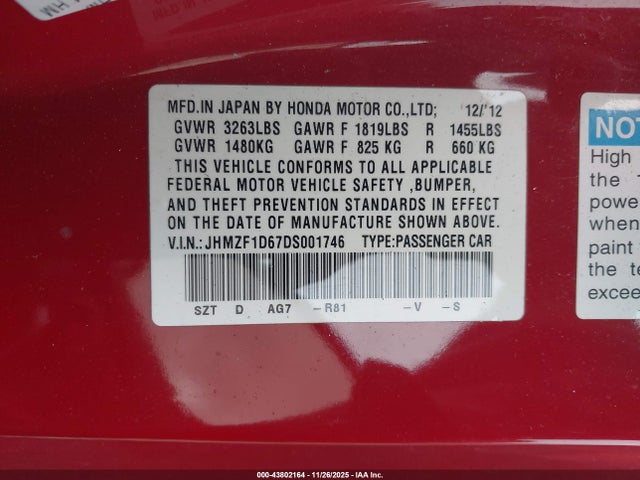 MFD.IN JAPAN BY HONDA MOTOR CO.,LTD; 12/'12
GVWR 3263LBS GAWR F 1819LBS R 1455LBS
GVWR 1480KG GAWR F 825 KG R 660 KG
THIS VEHICLE CONFORMS TO ALL APPLICABLE
FEDERAL MOTOR VEHICLE SAFETY ,BUMPER,
AND THEFT PREVENTION STANDARDS IN EFFECT
ON THE DATE OF MANUFACTURE SHOWN ABOVE.
V.I.N.:JHMZF1D67DS001746 TYPE:PASSENGER CAR
SZT D AG7 -R81 -V -S
NOT
High
the
power
when
paint
the te
excee
000-43802164 | 11/26/2025 | IAA Inc.